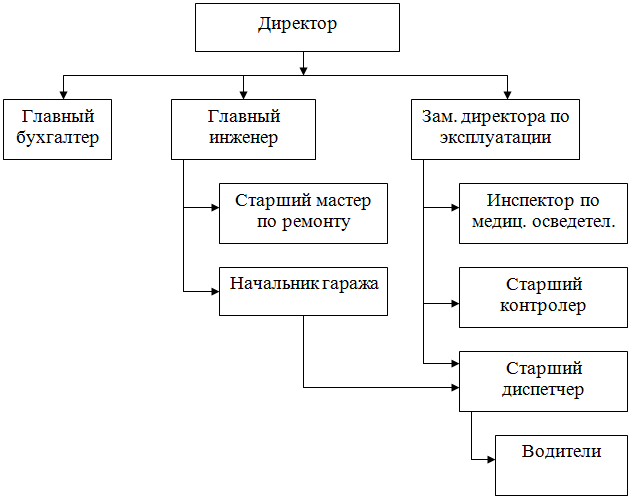 Директор
Главный
бухгалтер
Главный
инженер
Зам. директора по
эксплуатации
Старший мастер
по ремонту
Инспектор по
медиц. осведетел.
Начальник гаража
Старший
контролер
Старший
диспетчер
Водители